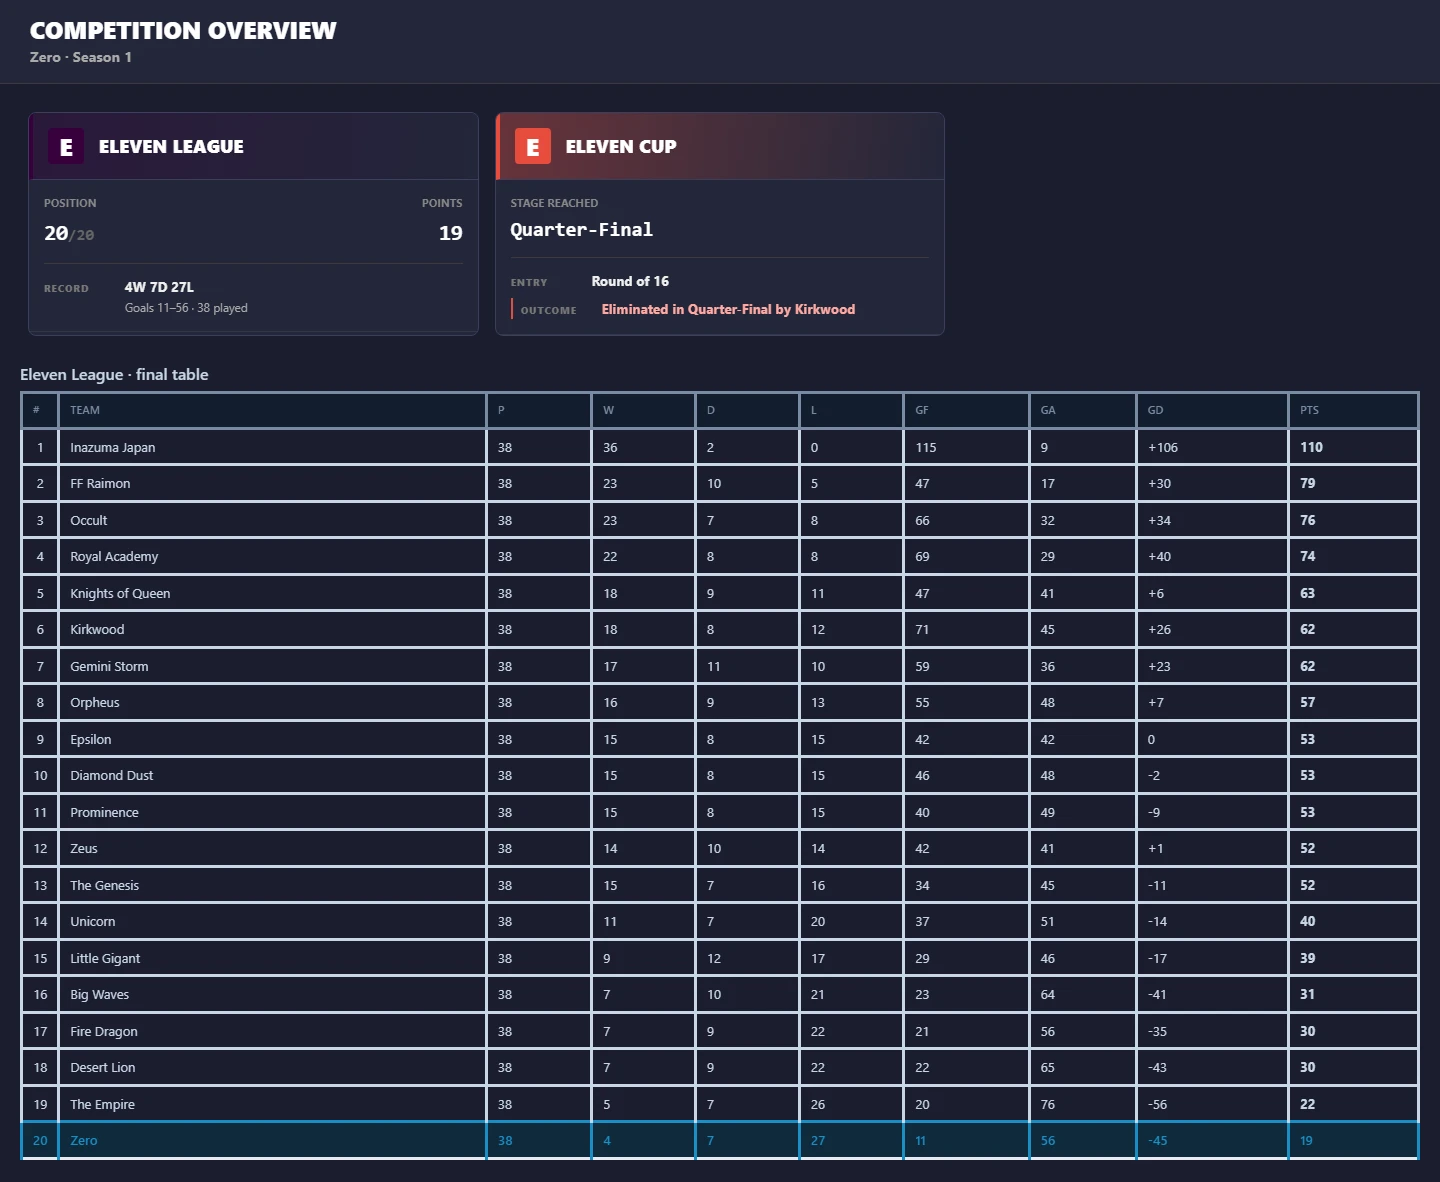 COMPETITION OVERVIEW
Zero · Season 1
E ELEVEN LEAGUE
POSITION POINTS
20/20 19
RECORD 4W 7D 27L
Goals 11–56 · 38 played
E ELEVEN CUP
STAGE REACHED
Quarter-Final
ENTRY Round of 16
OUTCOME Eliminated in Quarter-Final by Kirkwood
Eleven League · final table
# TEAM P W D L GF GA GD PTS
1 Inazuma Japan 38 36 2 0 115 9 +106 110
2 FF Raimon 38 23 10 5 47 17 +30 79
3 Occult 38 23 7 8 66 32 +34 76
4 Royal Academy 38 22 8 8 69 29 +40 74
5 Knights of Queen 38 18 9 11 47 41 +6 63
6 Kirkwood 38 18 8 12 71 45 +26 62
7 Gemini Storm 38 17 11 10 59 36 +23 62
8 Orpheus 38 16 9 13 55 48 +7 57
9 Epsilon 38 15 8 15 42 42 0 53
10 Diamond Dust 38 15 8 15 46 48 -2 53
11 Prominence 38 15 8 15 40 49 -9 53
12 Zeus 38 14 10 14 42 41 +1 52
13 The Genesis 38 15 7 16 34 45 -11 52
14 Unicorn 38 11 7 20 37 51 -14 40
15 Little Gigant 38 9 12 17 29 46 -17 39
16 Big Waves 38 7 10 21 23 64 -41 31
17 Fire Dragon 38 7 9 22 21 56 -35 30
18 Desert Lion 38 7 9 22 22 65 -43 30
19 The Empire 38 5 7 26 20 76 -56 22
20 Zero 38 4 7 27 11 56 -45 19